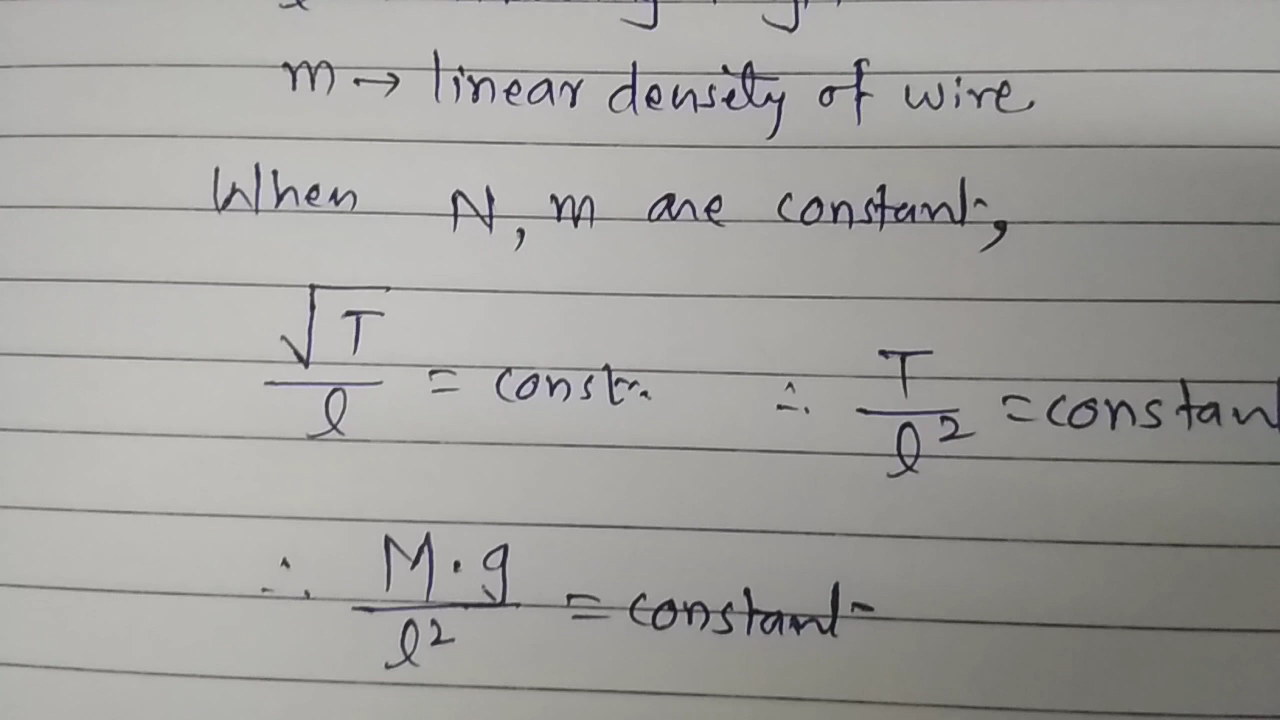 m → linear density of wire
When N, m are constant,
√T / l = const. ∴ T / l² = constan
∴ M·g / l² = constant